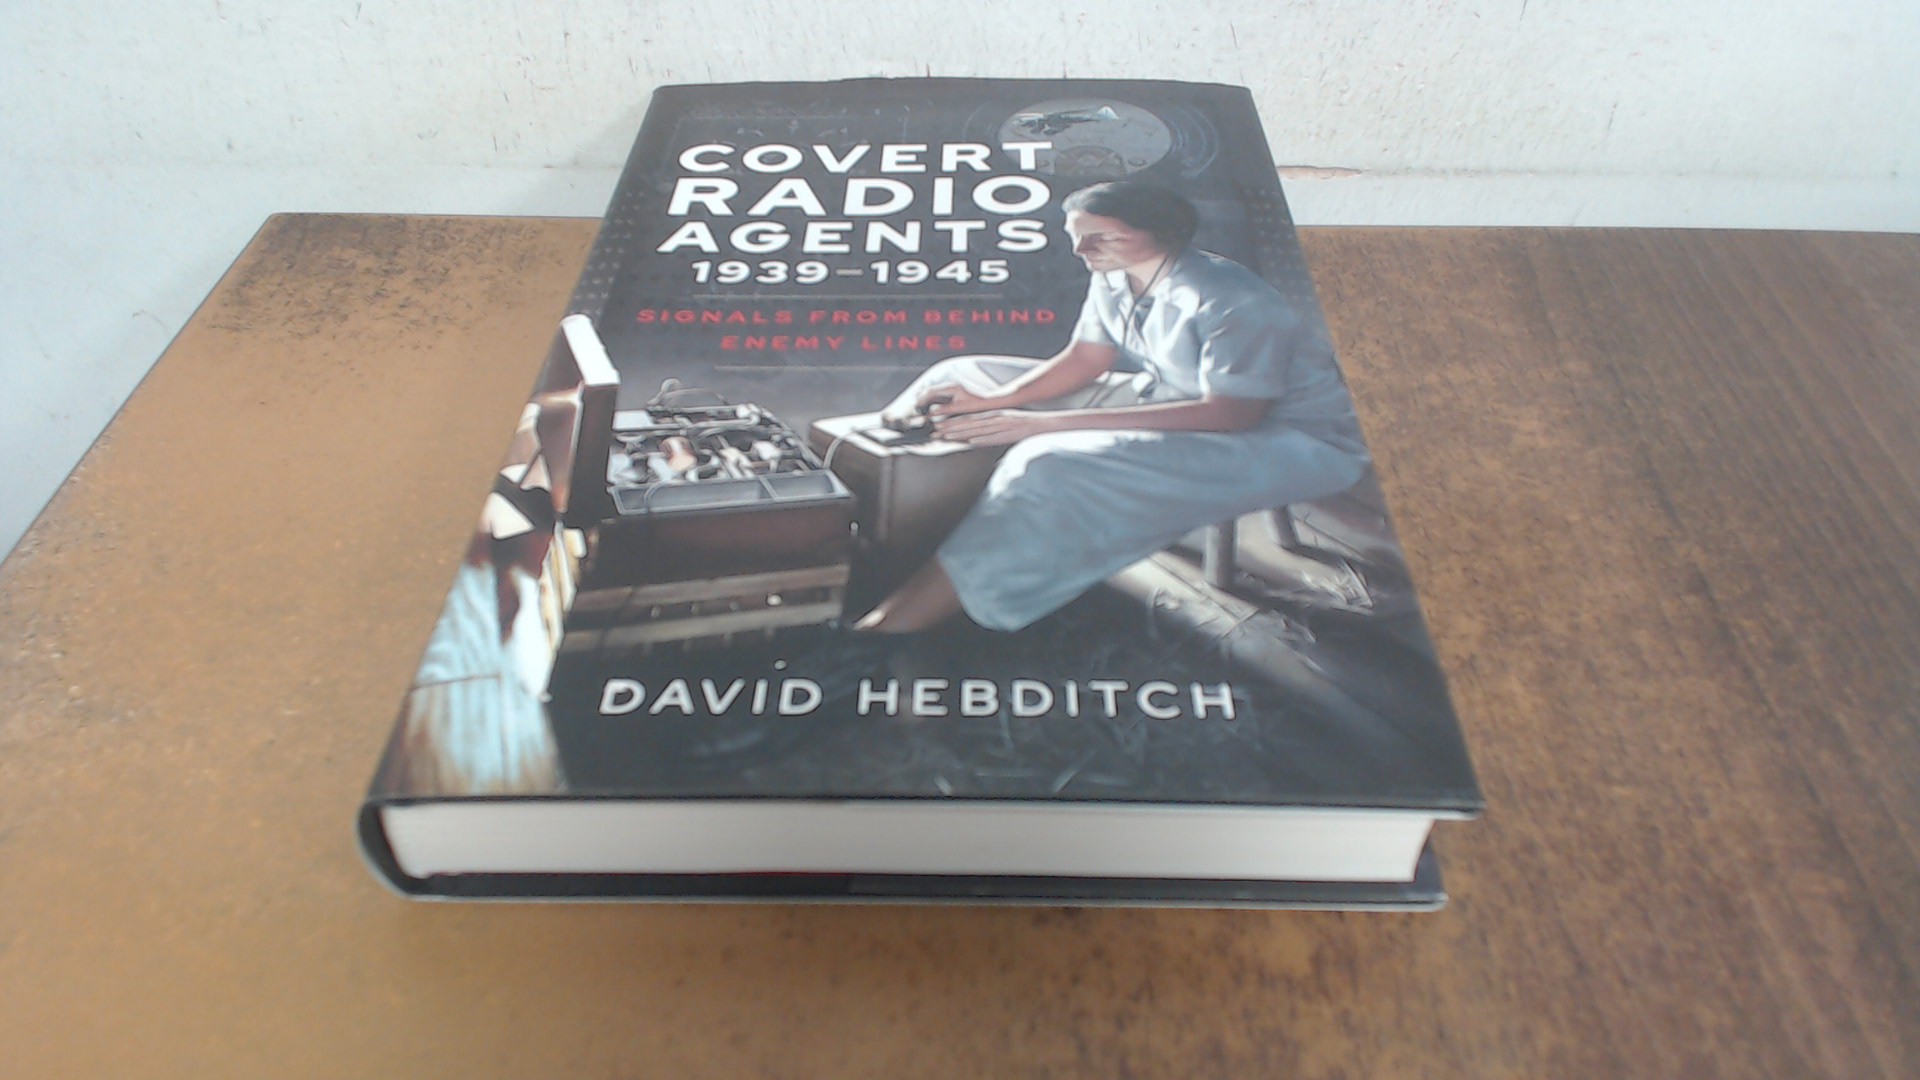 COVERT
RADIO
AGENTS
1939–1945
SIGNALS FROM BEHIND
ENEMY LINES
DAVID HEBDITCH